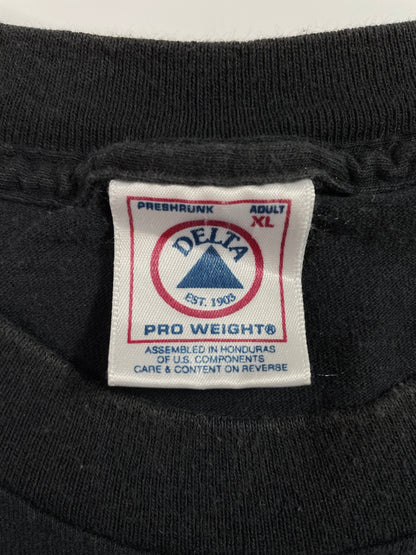 PRESHRUNK ADULT
XL
DELTA
EST. 1903
PRO WEIGHT®
ASSEMBLED IN HONDURAS
OF U.S. COMPONENTS
CARE & CONTENT ON REVERSE